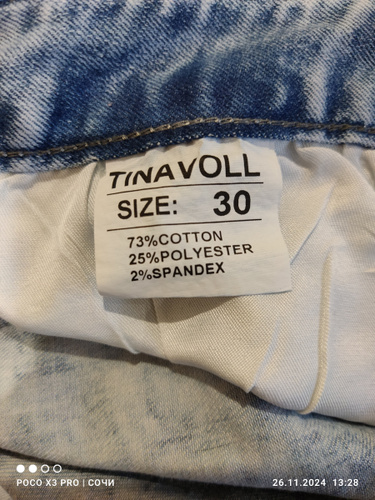 TINAVOLL
SIZE: 30
73%COTTON
25%POLYESTER
2%SPANDEX
POCO X3 PRO | СОЧИ
26.11.2024 13:28